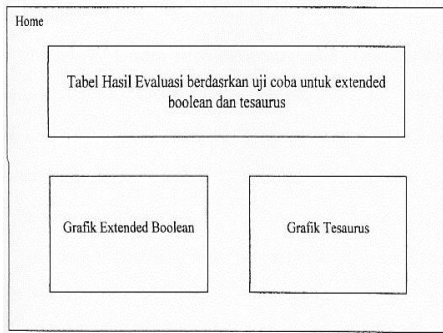 Home
Tabel Hasil Evaluasi berdasrkan uji coba untuk extended
boolean dan tesaurus
Grafik Extended Boolean
Grafik Tesaurus